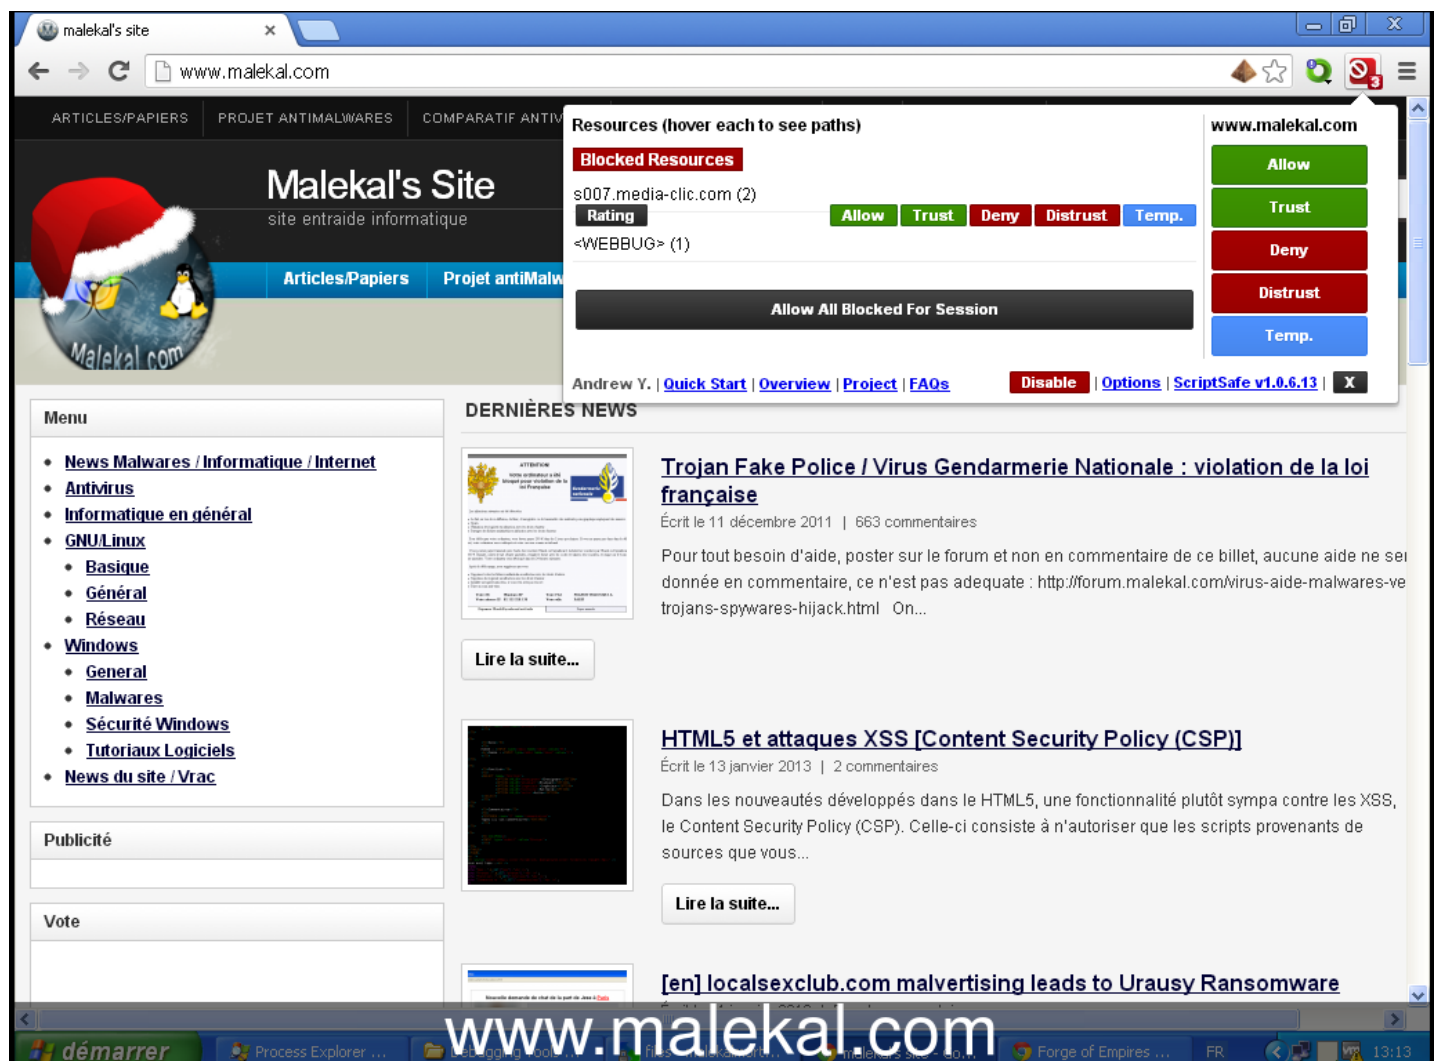 malekal's site
www.malekal.com
ARTICLES/PAPIERS
PROJET ANTIMALWARES
COMPARATIF ANTIV
Resources (hover each to see paths)
www.malekal.com
Blocked Resources
Allow
s007.media-clic.com (2)
Rating
Allow
Trust
Deny
Distrust
Temp.
Trust
<WEBBUG> (1)
Deny
Distrust
Allow All Blocked For Session
Temp.
Andrew Y. | Quick Start | Overview | Project | FAQs
Disable | Options | ScriptSafe v1.0.6.13 | X
3
Malekal's Site
site entraide informatique
Articles/Papiers
Projet antiMalw
Malekal.com
Menu
News Malwares / Informatique / Internet
Antivirus
Informatique en général
GNU/Linux
Basique
Général
Réseau
Windows
General
Malwares
Sécurité Windows
Tutoriaux Logiciels
News du site / Vrac
Publicité
Vote
DERNIÈRES NEWS
ATTENTION!
Trojan Fake Police / Virus Gendarmerie Nationale : violation de la loi
française
Écrit le 11 décembre 2011 | 663 commentaires
Pour tout besoin d'aide, poster sur le forum et non en commentaire de ce billet, aucune aide ne ser
donnée en commentaire, ce n'est pas adequate : http://forum.malekal.com/virus-aide-malwares-ve
trojans-spywares-hijack.html On...
Lire la suite...
HTML5 et attaques XSS [Content Security Policy (CSP)]
Écrit le 13 janvier 2013 | 2 commentaires
Dans les nouveautés développés dans le HTML5, une fonctionnalité plutôt sympa contre les XSS,
le Content Security Policy (CSP). Celle-ci consiste à n'autoriser que les scripts provenants de
sources que vous...
Lire la suite...
[en] localsexclub.com malvertising leads to Urausy Ransomware
www.malekal.com
démarrer
Process Explorer ...
Forge of Empires ...
FR
13:13